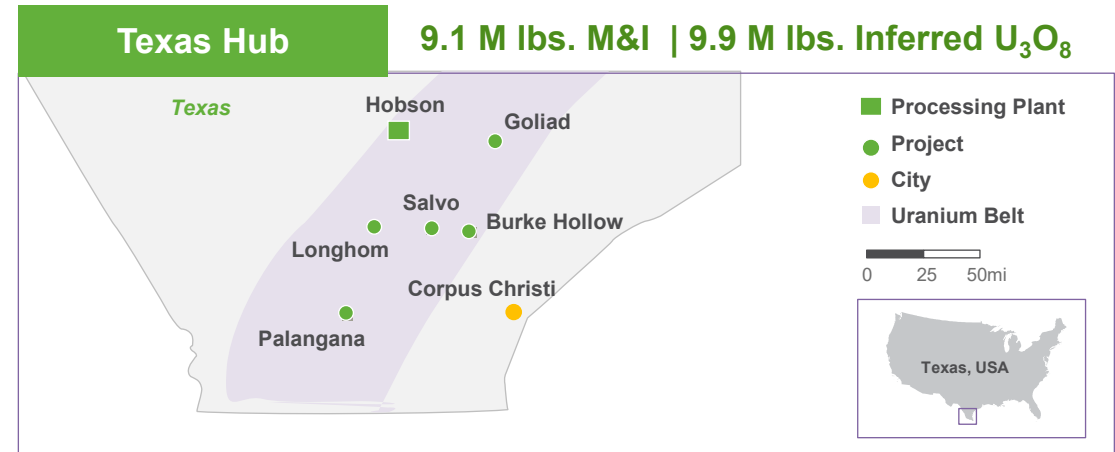 Texas Hub
9.1 M lbs. M&I | 9.9 M lbs. Inferred U₃O₈
Texas
Hobson
Goliad
Salvo
Burke Hollow
Longhom
Corpus Christi
Palangana
Processing Plant
Project
City
Uranium Belt
0 25 50mi
Texas, USA